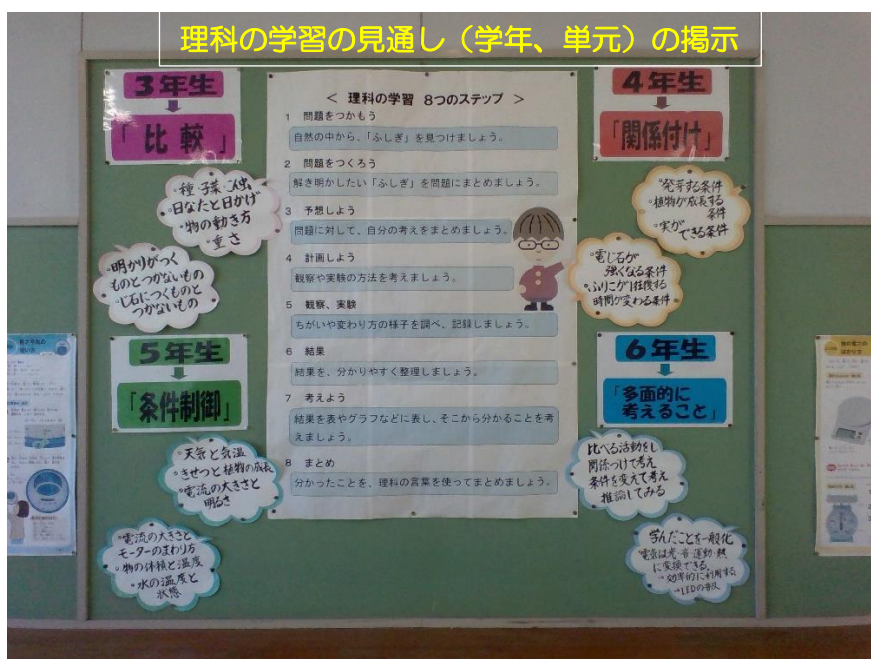 理科の学習の見通し（学年、単元）の掲示
3年生
「比較」
・種子葉
・日なたと日かげ
・物の動き方
・重さ
・明かりがつく
ものとつかないもの
・じ石につくものと
つかないもの
＜ 理科の学習 8つのステップ ＞
1 問題をつかもう
自然の中から、「ふしぎ」を見つけましょう。
2 問題をつくろう
解き明かしたい「ふしぎ」を問題にまとめましょう。
3 予想しよう
問題に対して、自分の考えをまとめましょう。
4 計画しよう
観察や実験の方法を考えましょう。
5 観察、実験
ちがいや変わり方の様子を調べ、記録しましょう。
6 結果
結果を、分かりやすく整理しましょう。
7 考えよう
結果を表やグラフなどに表し、そこから分かることを考
えましょう。
8 まとめ
分かったことを、理科の言葉を使ってまとめましょう。
4年生
「関係付け」
・発芽する条件
・植物が成長する
条件
・実が
できる条件
・電じ石が
強くなる条件
・ふりこが1往復する
時間が変わる条件
5年生
「条件制御」
・天気と気温
・きせつと植物の成長
・電流の大きさと
明るさ
・電流の大きさと
モーターのまわり方
・物の体積と温度
・水の温度と
状態
6年生
「多面的に
考えること」
比べる活動をし
関係つけて考え
条件を変えて考え
推論してみる
学んだことを一般化
電気は光・音・運動・熱
に変換できる。
→効率的に利用する
→LEDの普及